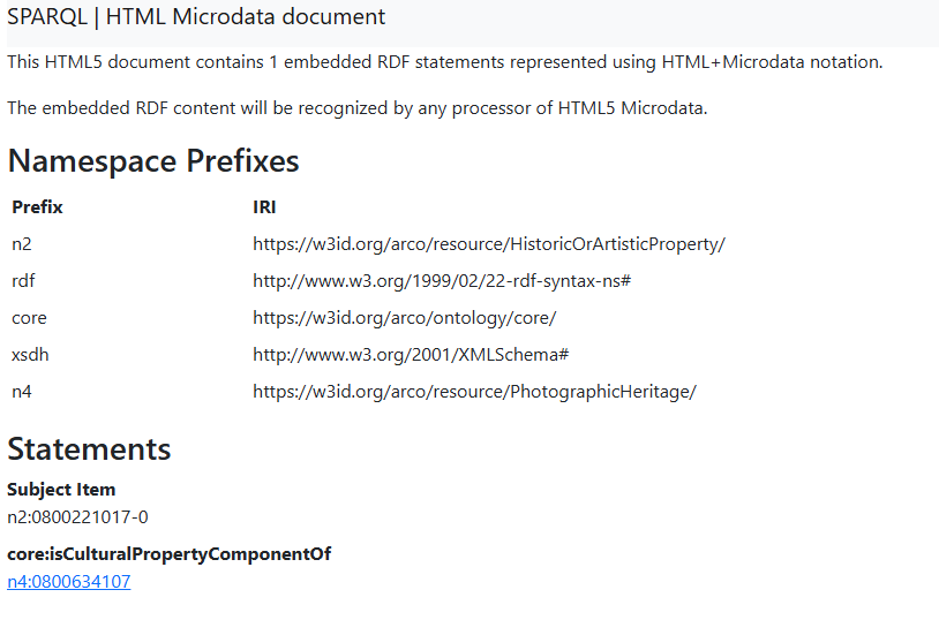 SPARQL | HTML Microdata document
This HTML5 document contains 1 embedded RDF statements represented using HTML+Microdata notation.
The embedded RDF content will be recognized by any processor of HTML5 Microdata.
Namespace Prefixes
Prefix IRI
n2 https://w3id.org/arco/resource/HistoricOrArtisticProperty/
rdf http://www.w3.org/1999/02/22-rdf-syntax-ns#
core https://w3id.org/arco/ontology/core/
xsdh http://www.w3.org/2001/XMLSchema#
n4 https://w3id.org/arco/resource/PhotographicHeritage/
Statements
Subject Item
n2:0800221017-0
core:isCulturalPropertyComponentOf
n4:0800634107